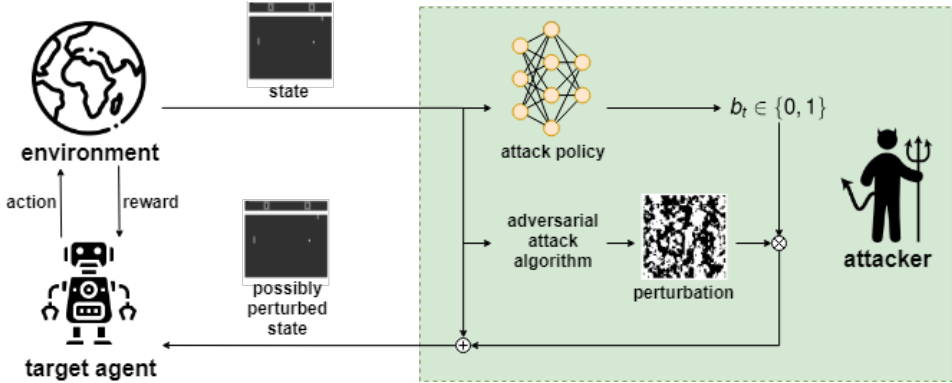 state
environment
action
reward
target agent
possibly
perturbed
state
attack policy
b_t ∈ {0, 1}
adversarial
attack
algorithm
perturbation
attacker